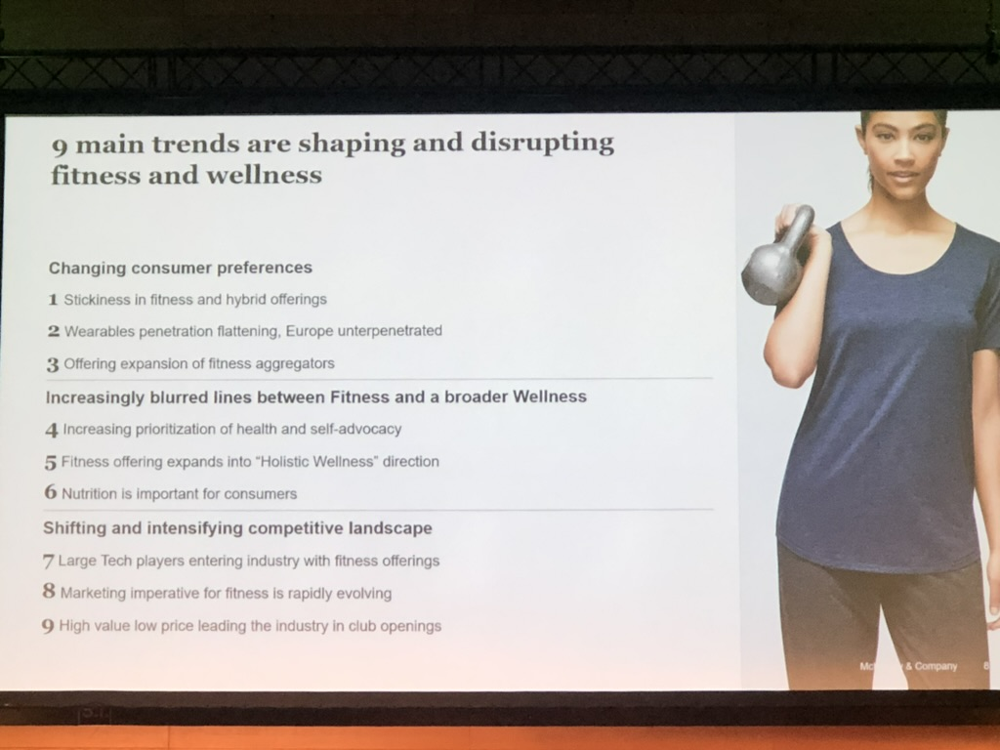 9 main trends are shaping and disrupting
fitness and wellness
Changing consumer preferences
1 Stickiness in fitness and hybrid offerings
2 Wearables penetration flattening, Europe unterpenetrated
3 Offering expansion of fitness aggregators
Increasingly blurred lines between Fitness and a broader Wellness
4 Increasing prioritization of health and self-advocacy
5 Fitness offering expands into “Holistic Wellness” direction
6 Nutrition is important for consumers
Shifting and intensifying competitive landscape
7 Large Tech players entering industry with fitness offerings
8 Marketing imperative for fitness is rapidly evolving
9 High value low price leading the industry in club openings
& Company 8